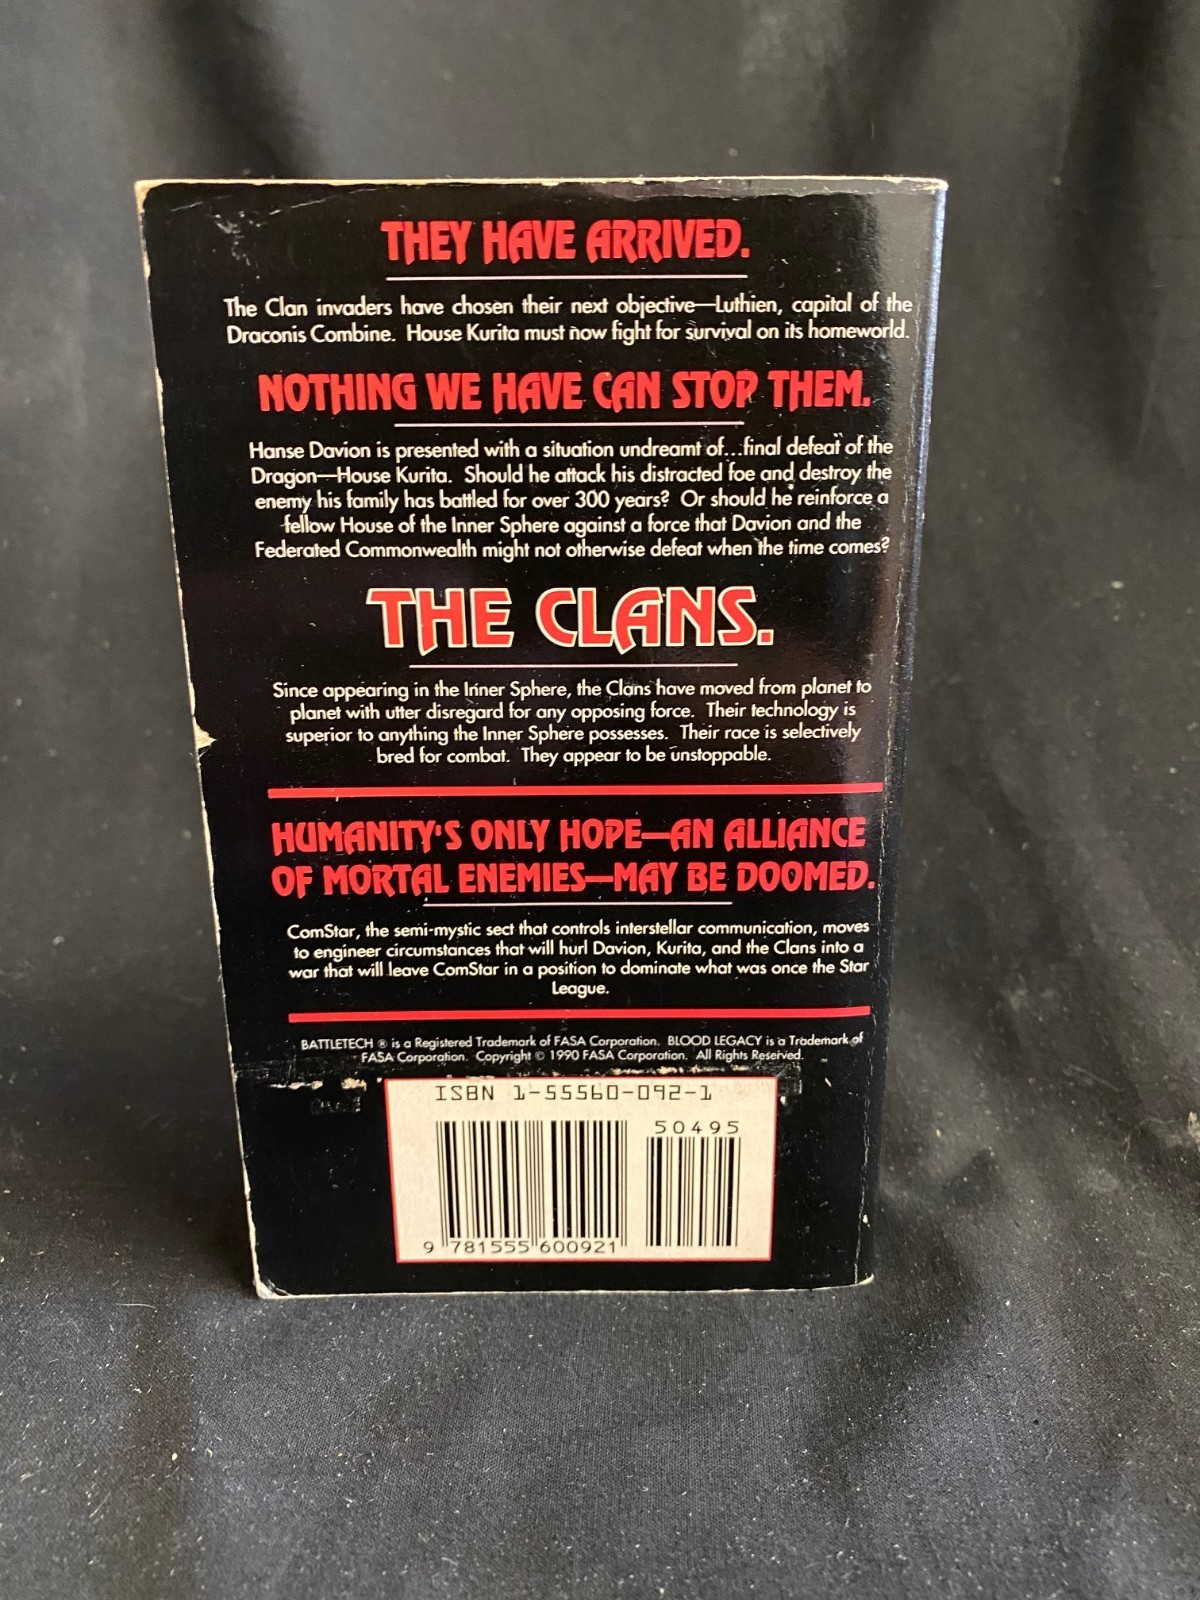 THEY HAVE ARRIVED.
The Clan invaders have chosen their next objective—Luthien, capital of the
Draconis Combine. House Kurita must now fight for survival on its homeworld.
NOTHING WE HAVE CAN STOP THEM.
Hanse Davion is presented with a situation undreamt of...final defeat of the
Dragon—House Kurita. Should he attack his distracted foe and destroy the
enemy his family has battled for over 300 years? Or should he reinforce a
fellow House of the Inner Sphere against a force that Davion and the
Federated Commonwealth might not otherwise defeat when the time comes?
THE CLANS.
Since appearing in the Inner Sphere, the Clans have moved from planet to
planet with utter disregard for any opposing force. Their technology is
superior to anything the Inner Sphere possesses. Their race is selectively
bred for combat. They appear to be unstoppable.
HUMANITY'S ONLY HOPE—AN ALLIANCE
OF MORTAL ENEMIES—MAY BE DOOMED.
ComStar, the semi-mystic sect that controls interstellar communication, moves
to engineer circumstances that will hurl Davion, Kurita, and the Clans into a
war that will leave ComStar in a position to dominate what was once the Star
League.
BATTLETECH ® is a Registered Trademark of FASA Corporation. BLOOD LEGACY is a Trademark of
FASA Corporation. Copyright © 1990 FASA Corporation. All Rights Reserved.
ISBN 1-55560-092-1
50495
9 781555 600921